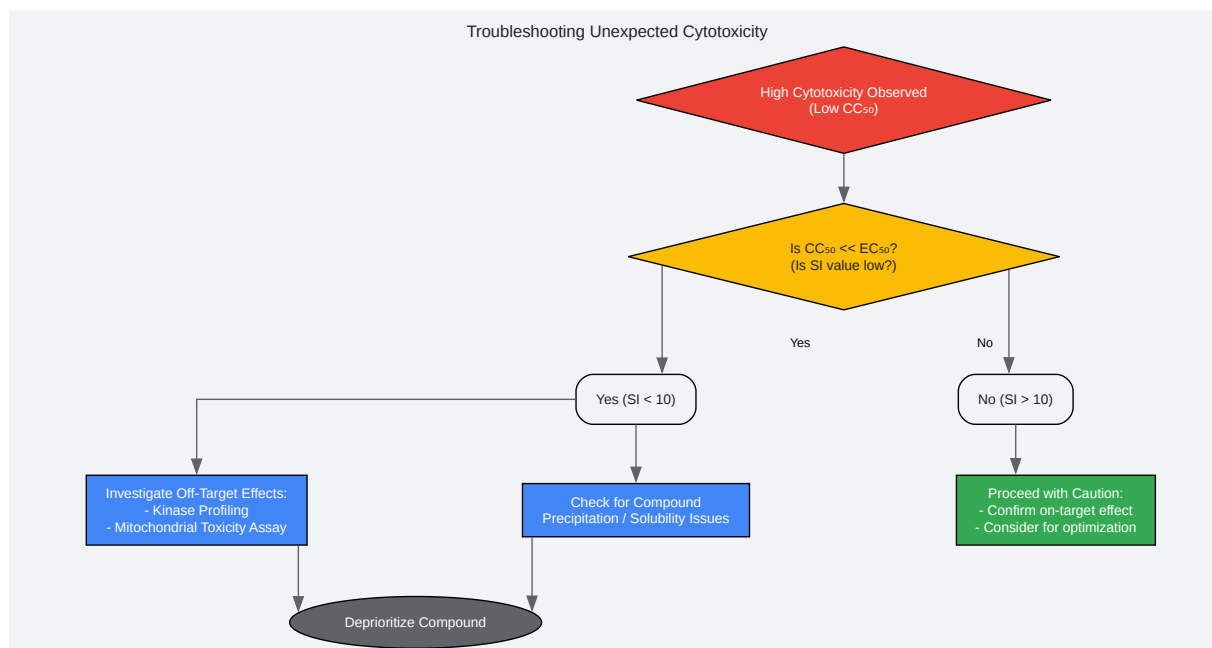 Troubleshooting Unexpected Cytotoxicity
High Cytotoxicity Observed
(Low CC₅₀)
Is CC₅₀ << EC₅₀?
(Is SI value low?)
Yes
No
Yes (SI < 10)
No (SI > 10)
Investigate Off-Target Effects:
- Kinase Profiling
- Mitochondrial Toxicity Assay
Check for Compound
Precipitation / Solubility Issues
Proceed with Caution:
- Confirm on-target effect
- Consider for optimization
Deprioritize Compound